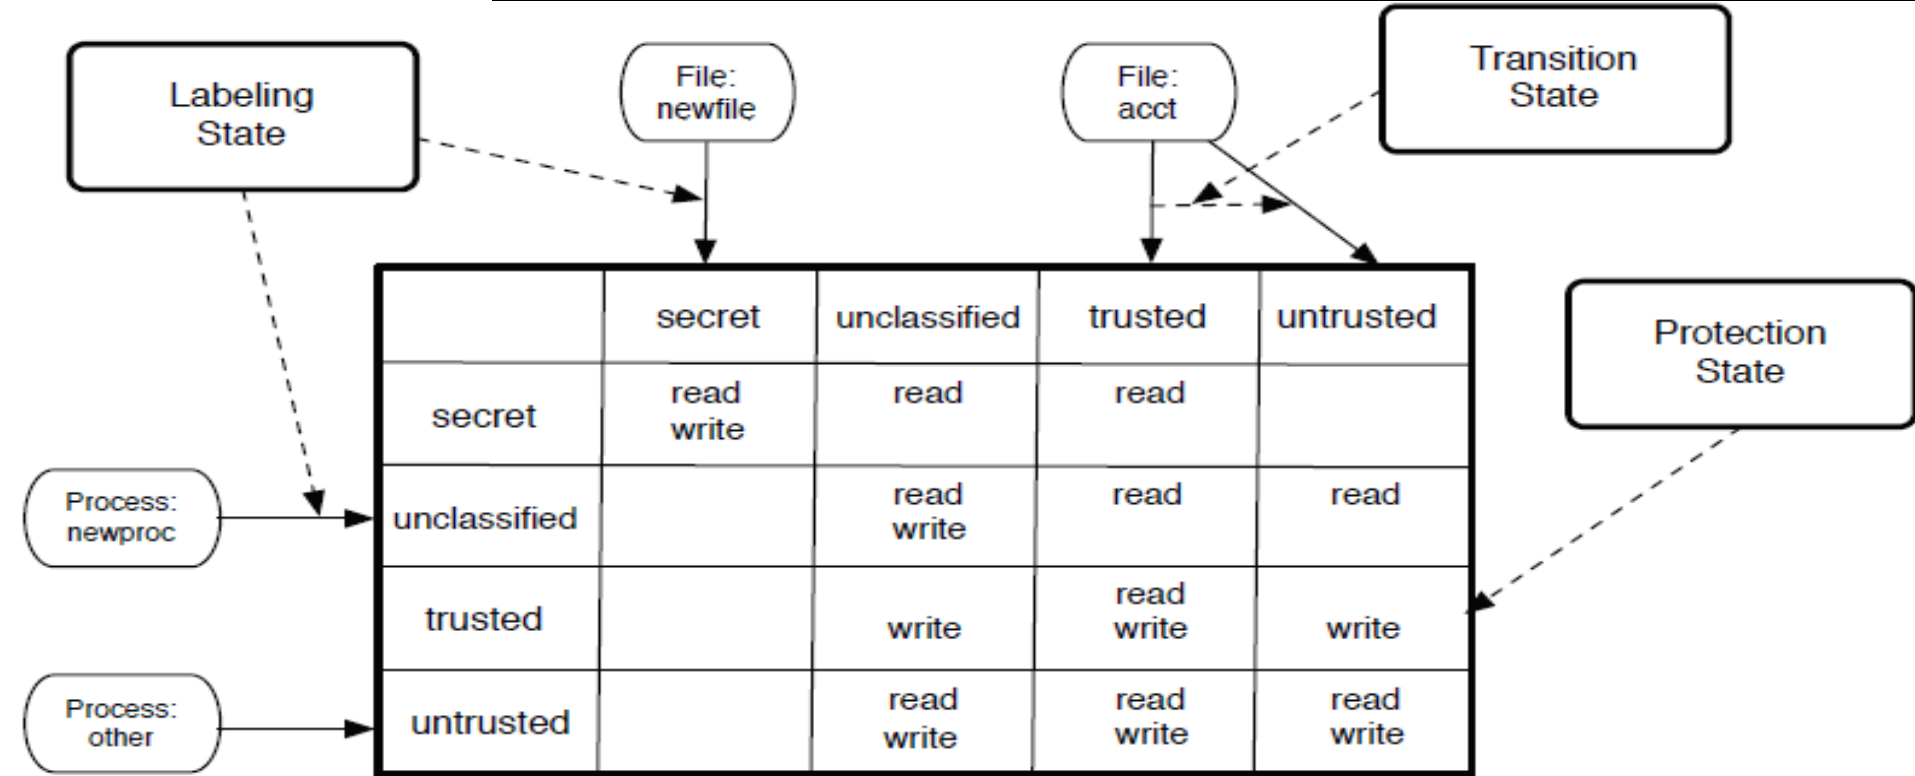 Labeling
State
File:
newfile
File:
acct
Transition
State
secret unclassified trusted untrusted
Protection
State
secret
read
write
read
read
Process:
newproc
unclassified
read
write
read
read
trusted
write
read
write
write
Process:
other
untrusted
read
write
read
write
read
write